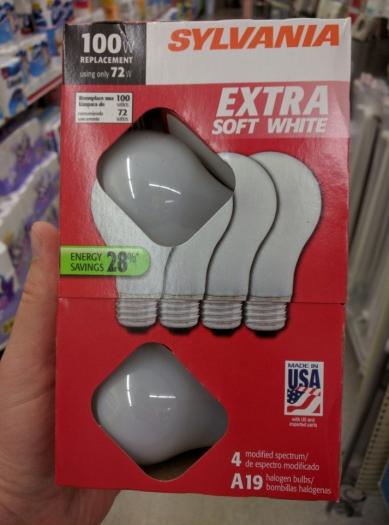 100W
REPLACEMENT
using only 72W
SYLVANIA
Reemplace una 100
lámpara de watts
consumiendo 72
solamente watts
EXTRA
SOFT WHITE
ENERGY
SAVINGS 28%*
MADE IN
USA
with US and
imported parts
4 modified spectrum/
de espectro modificado
A19 halogen bulbs/
bombillas halógenas